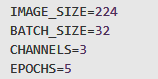 IMAGE_SIZE=224
BATCH_SIZE=32
CHANNELS=3
EPOCHS=5